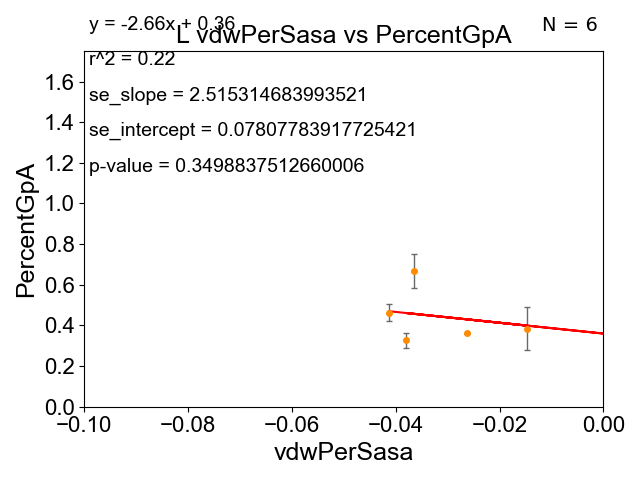 y = -2.66x + 0.36
N = 6
L vdwPerSasa vs PercentGpA
r^2 = 0.22
se_slope = 2.515314683993521
se_intercept = 0.07807783917725421
p-value = 0.3498837512660006
PercentGpA
1.6
1.4
1.2
1.0
0.8
0.6
0.4
0.2
0.0
−0.10
−0.08
−0.06
−0.04
−0.02
0.00
vdwPerSasa